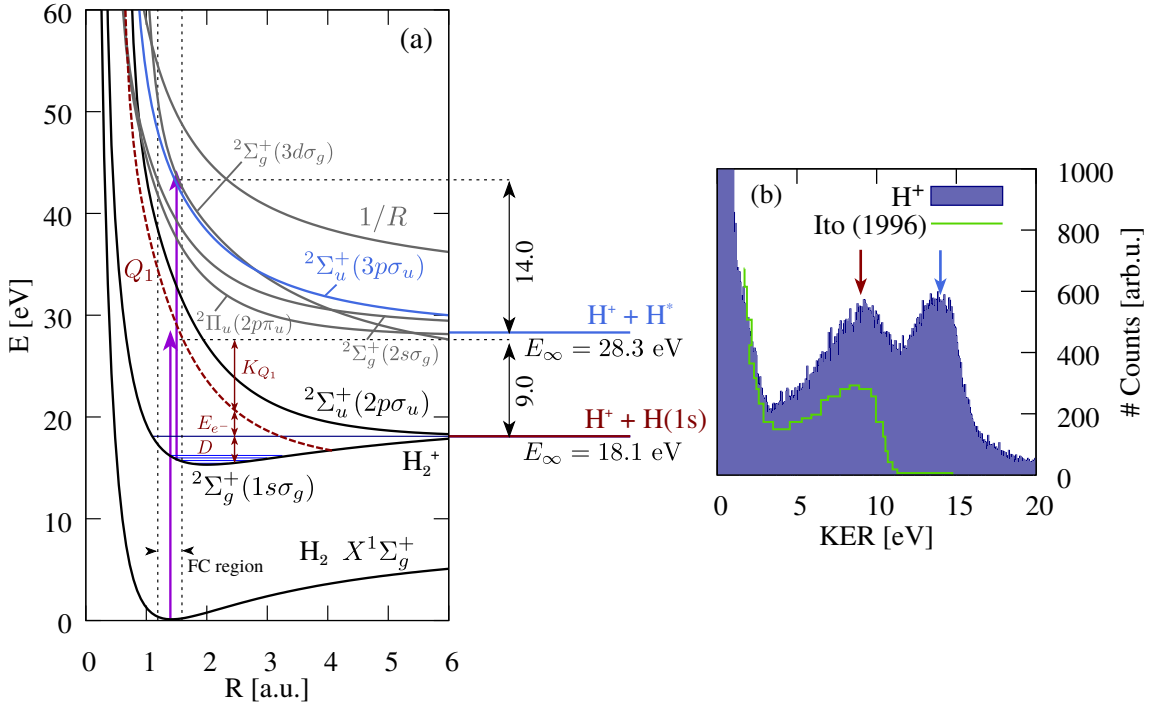 (a)
60
50
40
30
20
10
0
E [eV]
0 1 2 3 4 5 6
R [a.u.]
²Σg⁺(3dσg)
1/R
Q₁
²Σu⁺(3pσu)
²Πu(2pπu)
²Σg⁺(2sσg)
K_Q₁
²Σu⁺(2pσu)
E_e⁻
D
H₂⁺
²Σg⁺(1sσg)
H₂ X¹Σg⁺
FC region
14.0
9.0
H⁺ + H*
E∞ = 28.3 eV
H⁺ + H(1s)
E∞ = 18.1 eV
(b)
H⁺
Ito (1996)
1000
800
600
400
200
0
# Counts [arb.u.]
0 5 10 15 20
KER [eV]